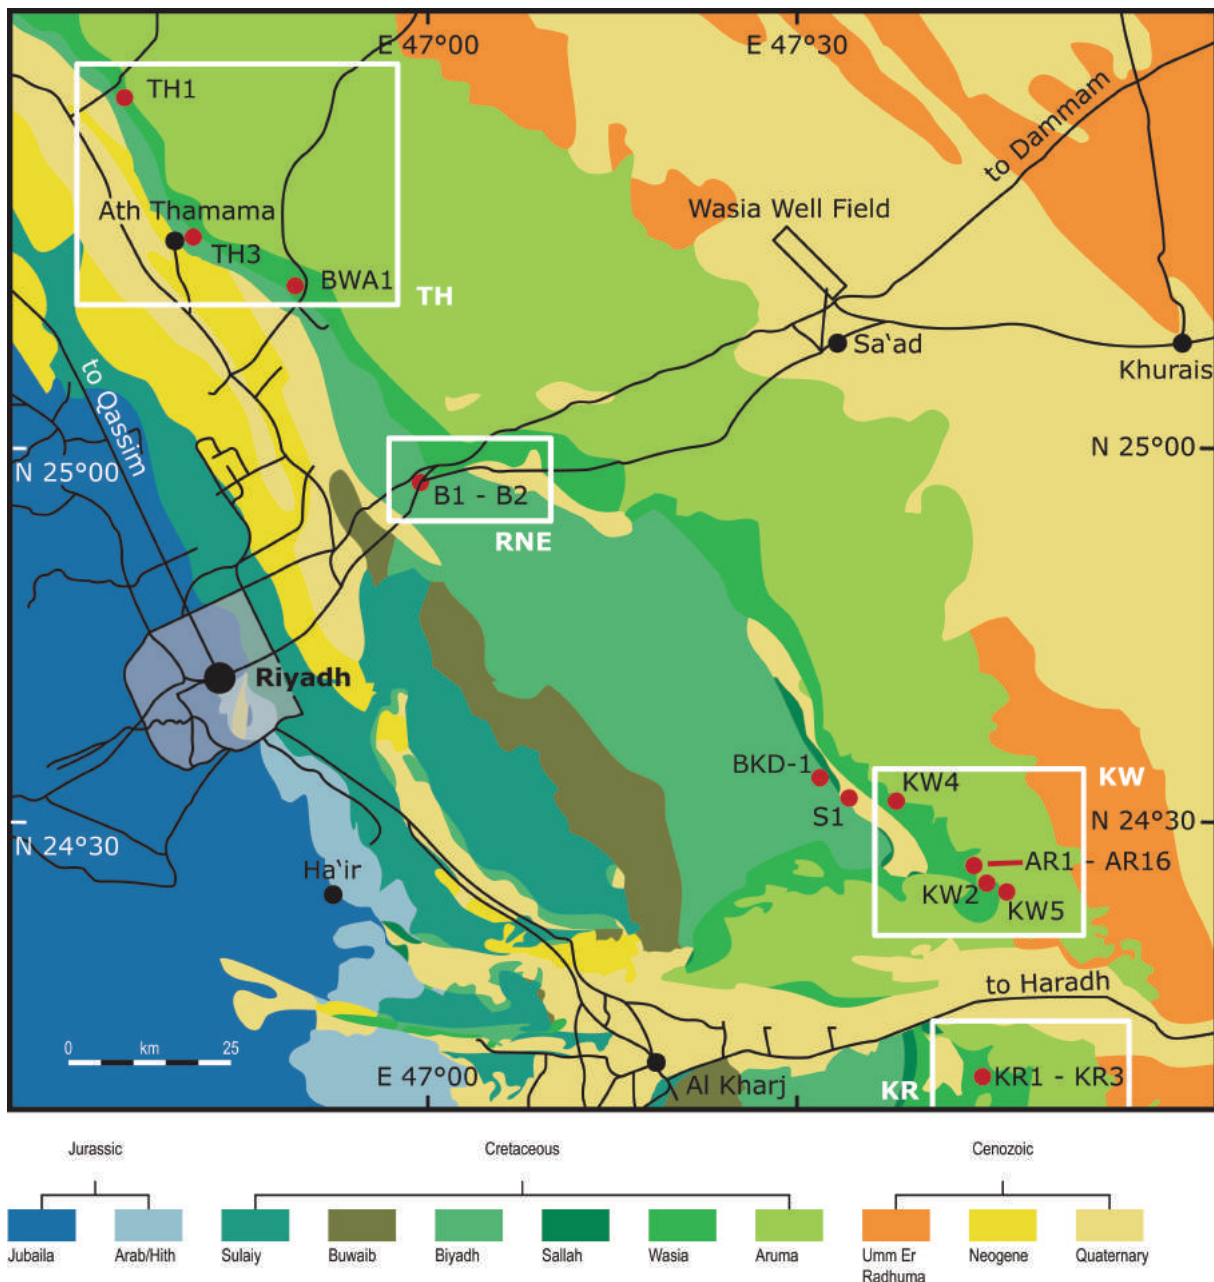 E 47°00
E 47°30
TH1
to Dammam
Ath Thamama
TH3
BWA1
TH
Wasia Well Field
Sa‘ad
Khurais
to Qassim
N 25°00
N 25°00
B1 - B2
RNE
Riyadh
BKD-1
S1
KW4
KW
N 24°30
N 24°30
AR1 - AR16
KW2
KW5
Ha‘ir
to Haradh
0 km 25
E 47°00
Al Kharj
KR
KR1 - KR3
Jurassic
Cretaceous
Cenozoic
Jubaila
Arab/Hith
Sulaiy
Buwaib
Biyadh
Sallah
Wasia
Aruma
Umm Er
Radhuma
Neogene
Quaternary